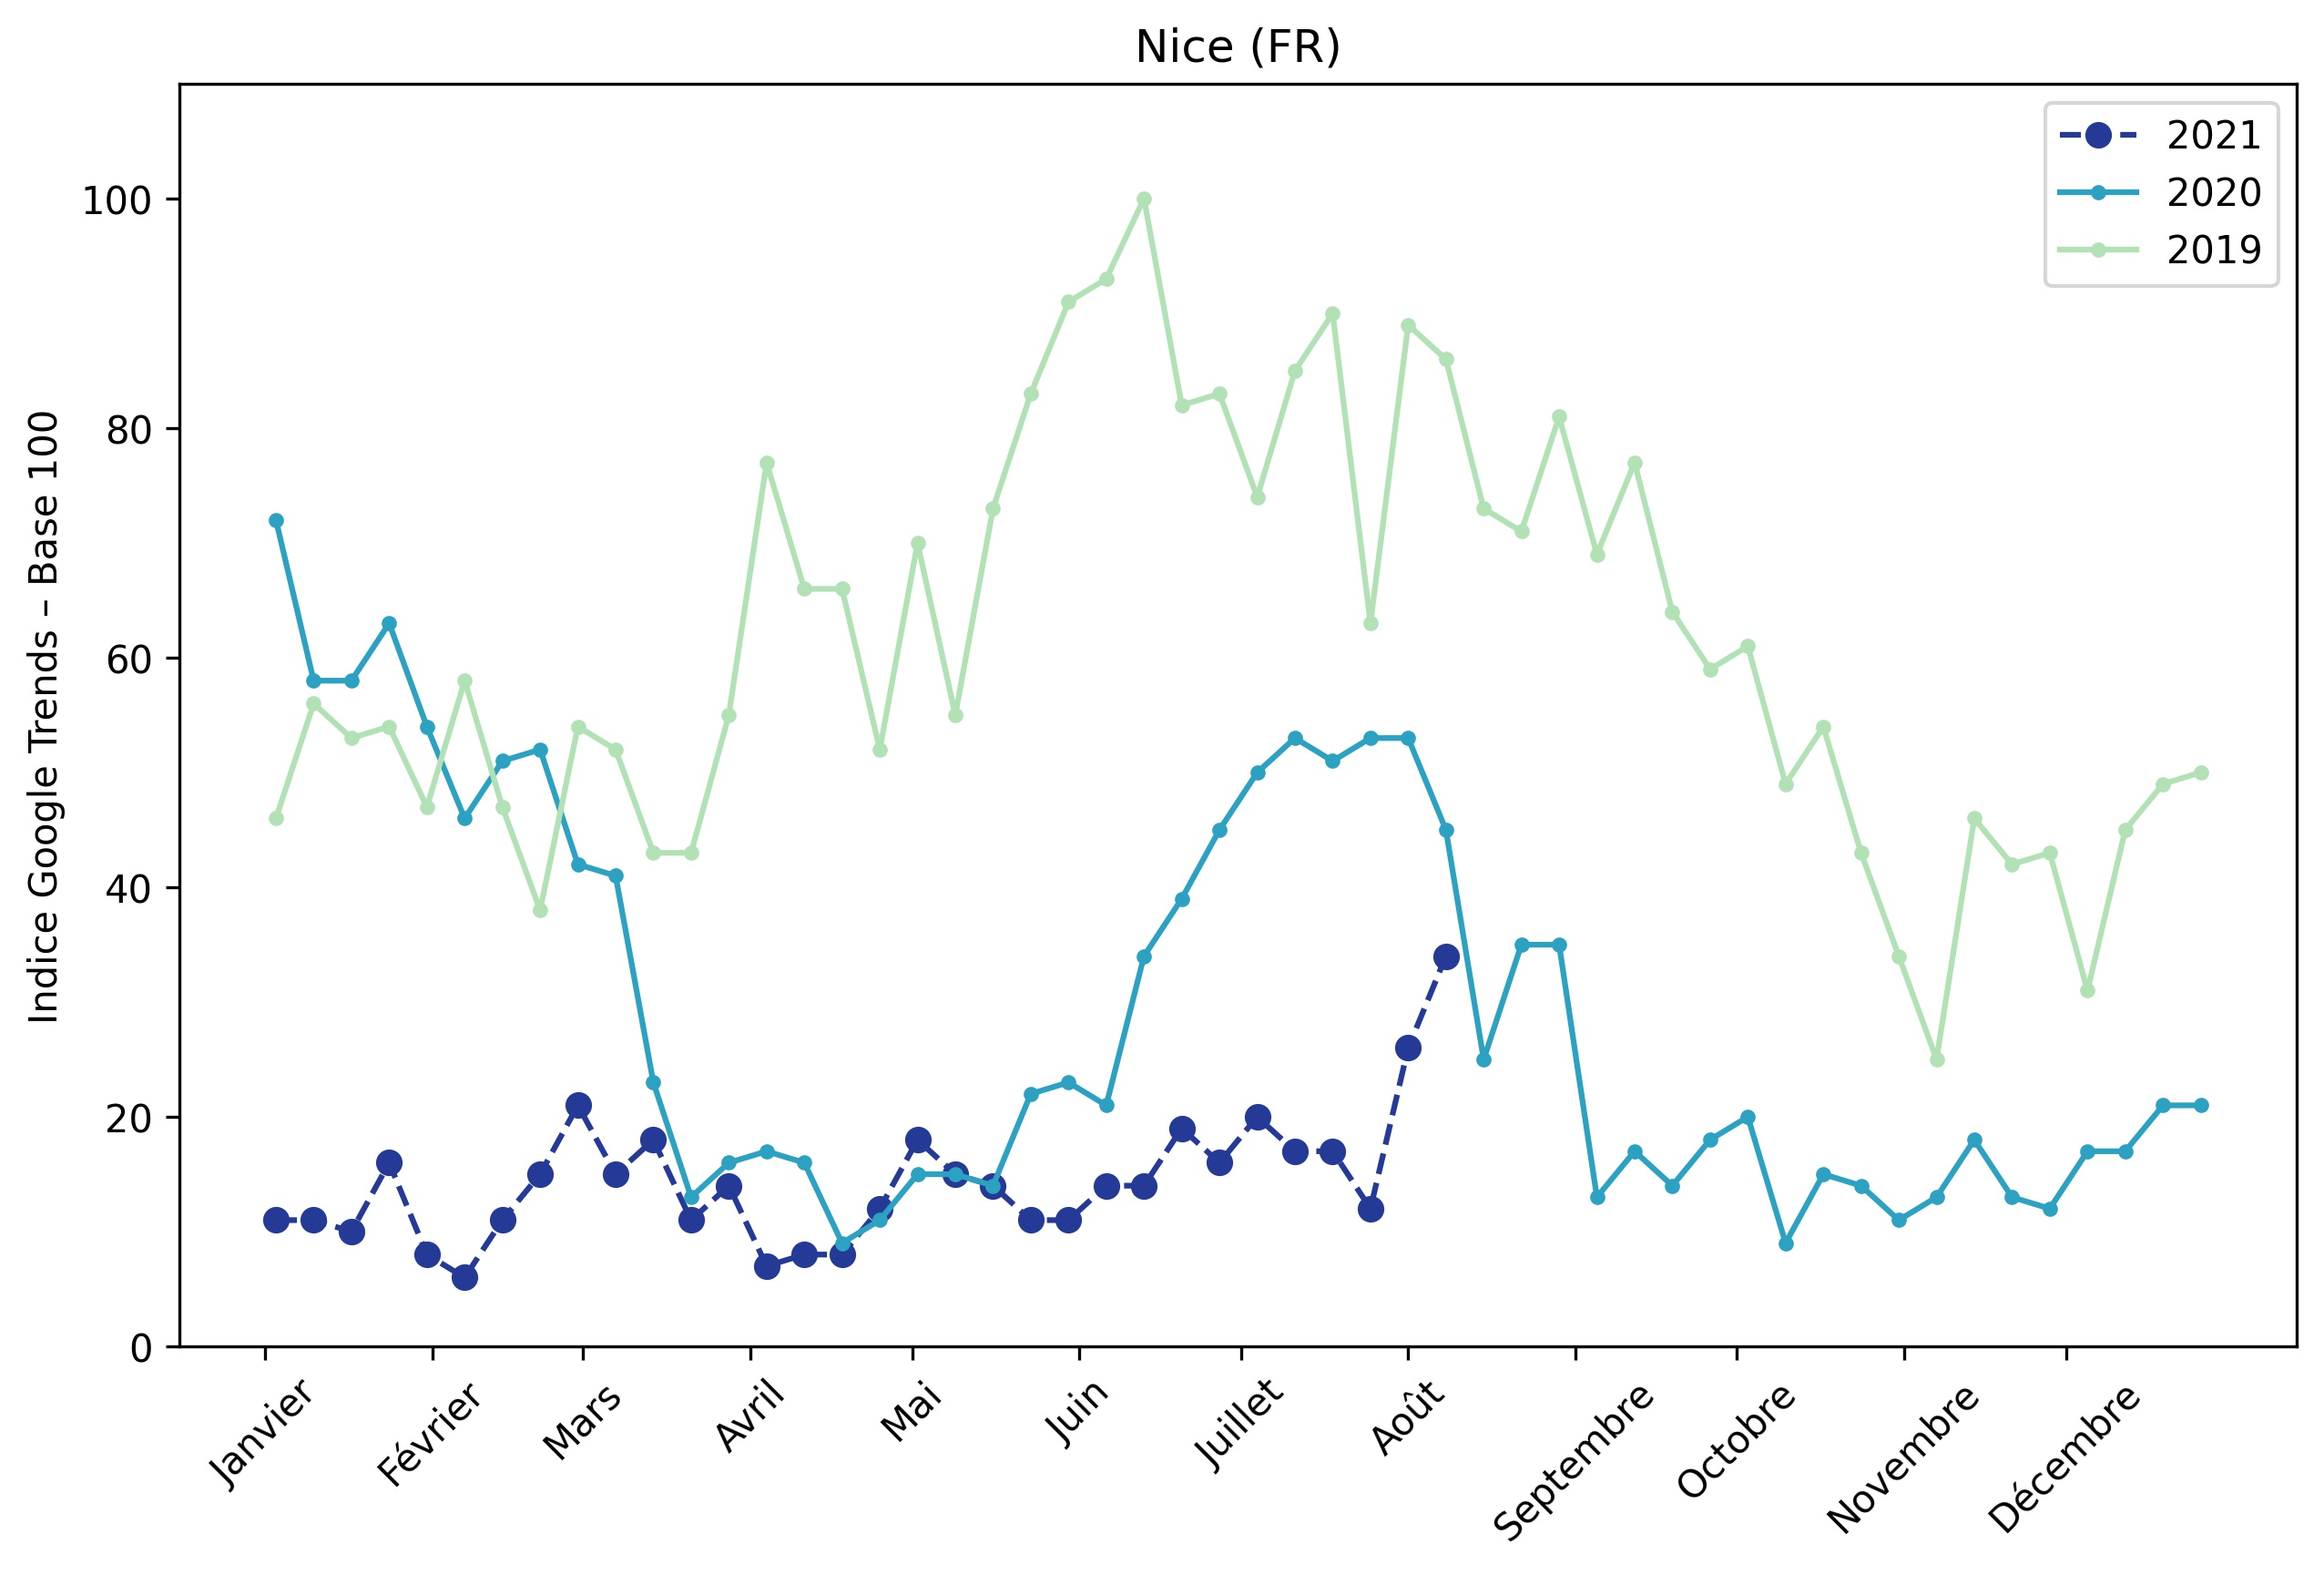 Nice (FR)
2021
2020
2019
Indice Google Trends – Base 100
100
80
60
40
20
0
Janvier
Février
Mars
Avril
Mai
Juin
Juillet
Août
Septembre
Octobre
Novembre
Décembre